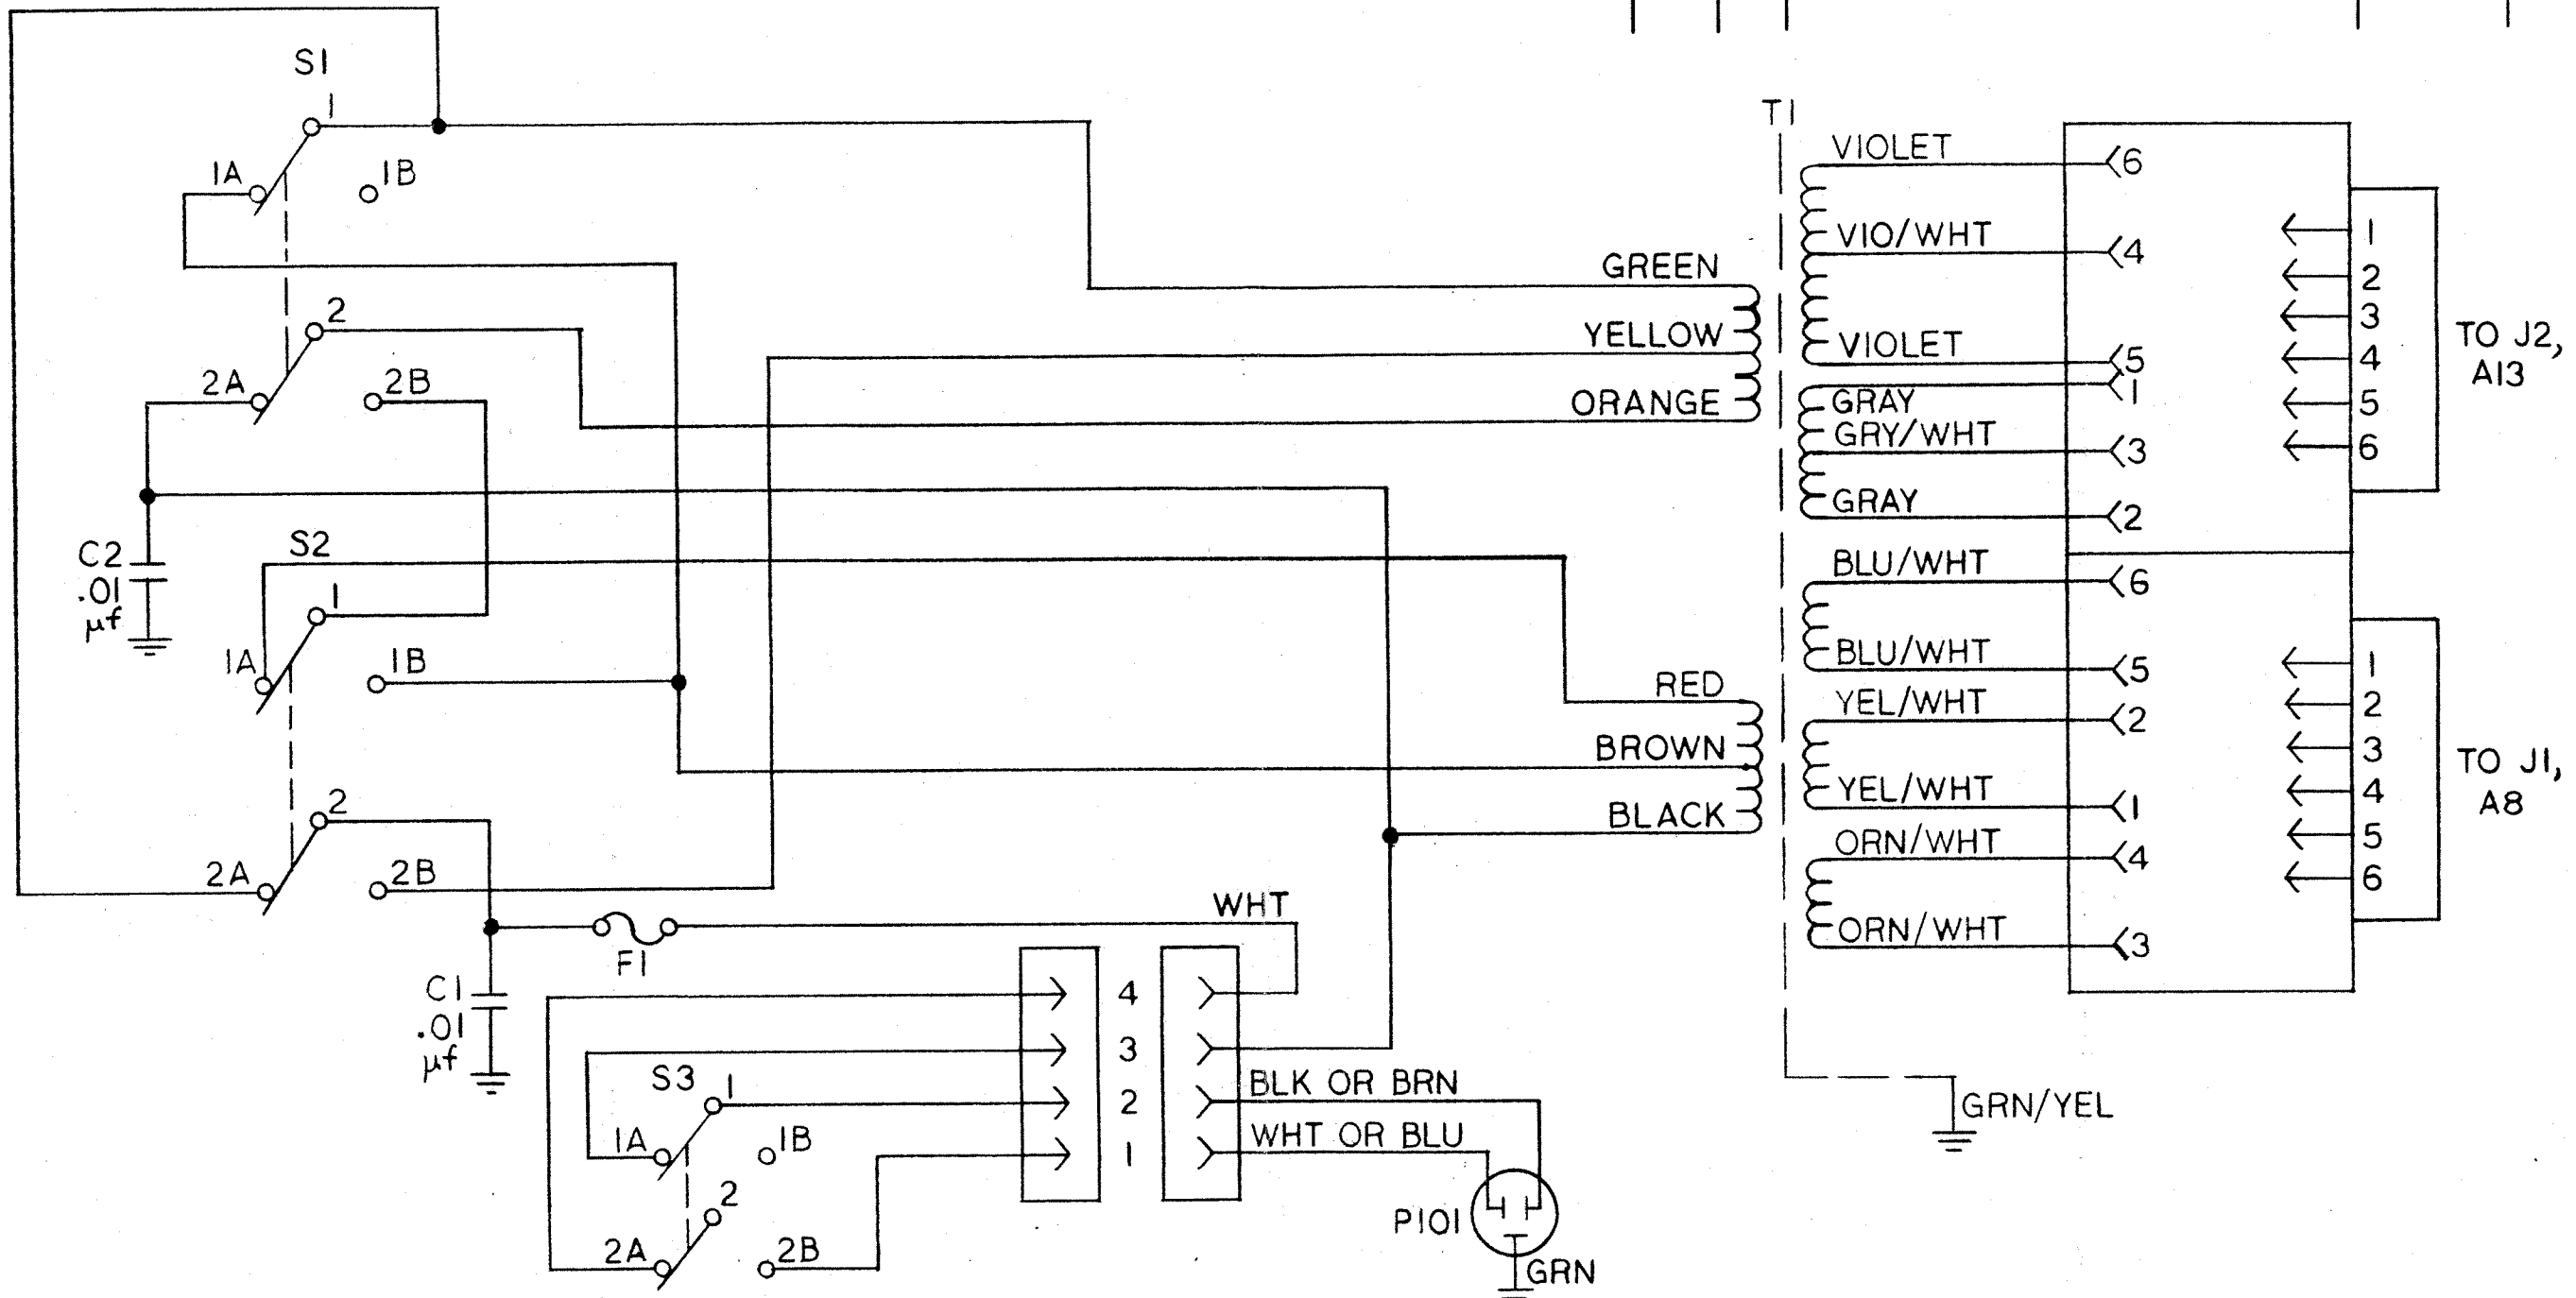 S1
1
1A
1B
2
2A
2B
C2
.01
µf
S2
1
1A
1B
2
2A
2B
F1
C1
.01
µf
WHT
4
3
2
1
S3
1
1A
1B
2
2A
2B
BLK OR BRN
WHT OR BLU
P101
GRN
GREEN
YELLOW
ORANGE
RED
BROWN
BLACK
T1
VIOLET
6
VIO/WHT
4
VIOLET
5
GRAY
1
GRY/WHT
3
GRAY
2
BLU/WHT
6
BLU/WHT
5
YEL/WHT
2
YEL/WHT
1
ORN/WHT
4
ORN/WHT
3
GRN/YEL
1
2
3
4
5
6
TO J2,
A13
1
2
3
4
5
6
TO J1,
A8